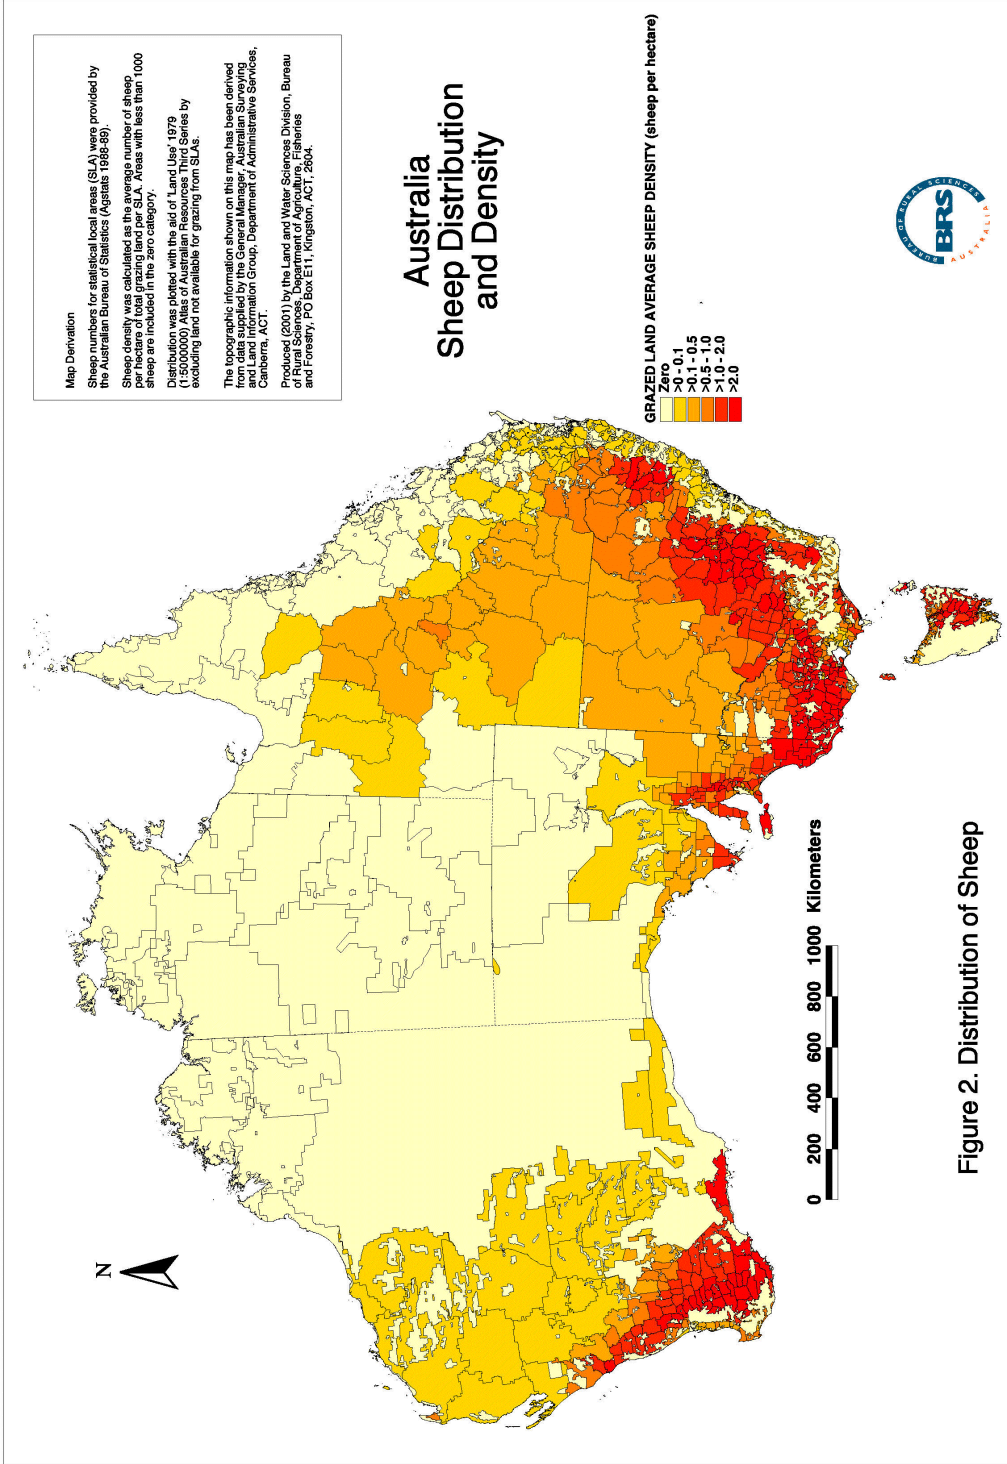 Map Derivation
Sheep numbers for statistical local areas (SLA) were provided by
the Australian Bureau of Statistics (Agstats 1988-89).
Sheep density was calculated as the average number of sheep
per hectare of total grazing land per SLA. Areas with less than 1000
sheep are included in the zero category.
Distribution was plotted with the aid of 'Land Use' 1979
(1:5000000) Atlas of Australian Resources Third Series by
excluding land not available for grazing from SLAs.
The topographic information shown on this map has been derived
from data supplied by the General Manager, Australian Surveying
and Land Information Group, Department of Administrative Services,
Canberra, ACT.
Produced (2001) by the Land and Water Sciences Division, Bureau
of Rural Sciences, Department of Agriculture, Fisheries
and Forestry, PO Box E11, Kingston, ACT, 2604.
Australia
Sheep Distribution
and Density
GRAZED LAND AVERAGE SHEEP DENSITY (sheep per hectare)
Zero
>0 - 0.1
>0.1 - 0.5
>0.5 - 1.0
>1.0 - 2.0
>2.0
BUREAU OF RURAL SCIENCES
BRS
AUSTRALIA
N
0 200 400 600 800 1000 Kilometers
Figure 2. Distribution of Sheep